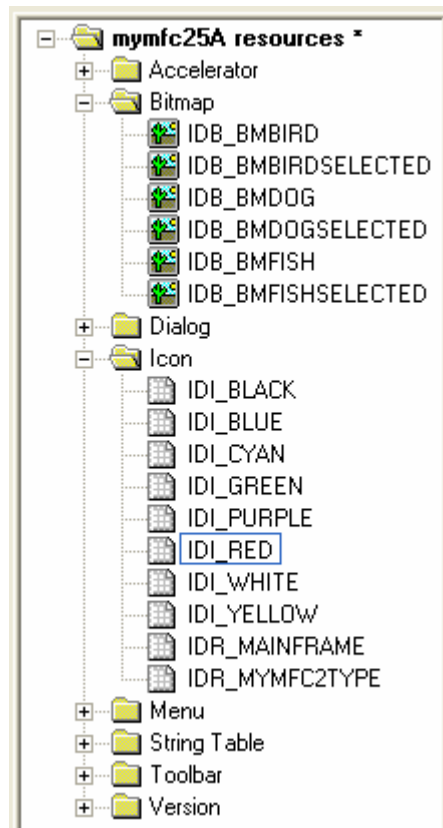 mymfc25A resources *
Accelerator
Bitmap
IDB_BMBIRD
IDB_BMBIRDSELECTED
IDB_BMDOG
IDB_BMDOGSELECTED
IDB_BMFISH
IDB_BMFISHSELECTED
Dialog
Icon
IDI_BLACK
IDI_BLUE
IDI_CYAN
IDI_GREEN
IDI_PURPLE
IDI_RED
IDI_WHITE
IDI_YELLOW
IDR_MAINFRAME
IDR_MYMFC2TYPE
Menu
String Table
Toolbar
Version